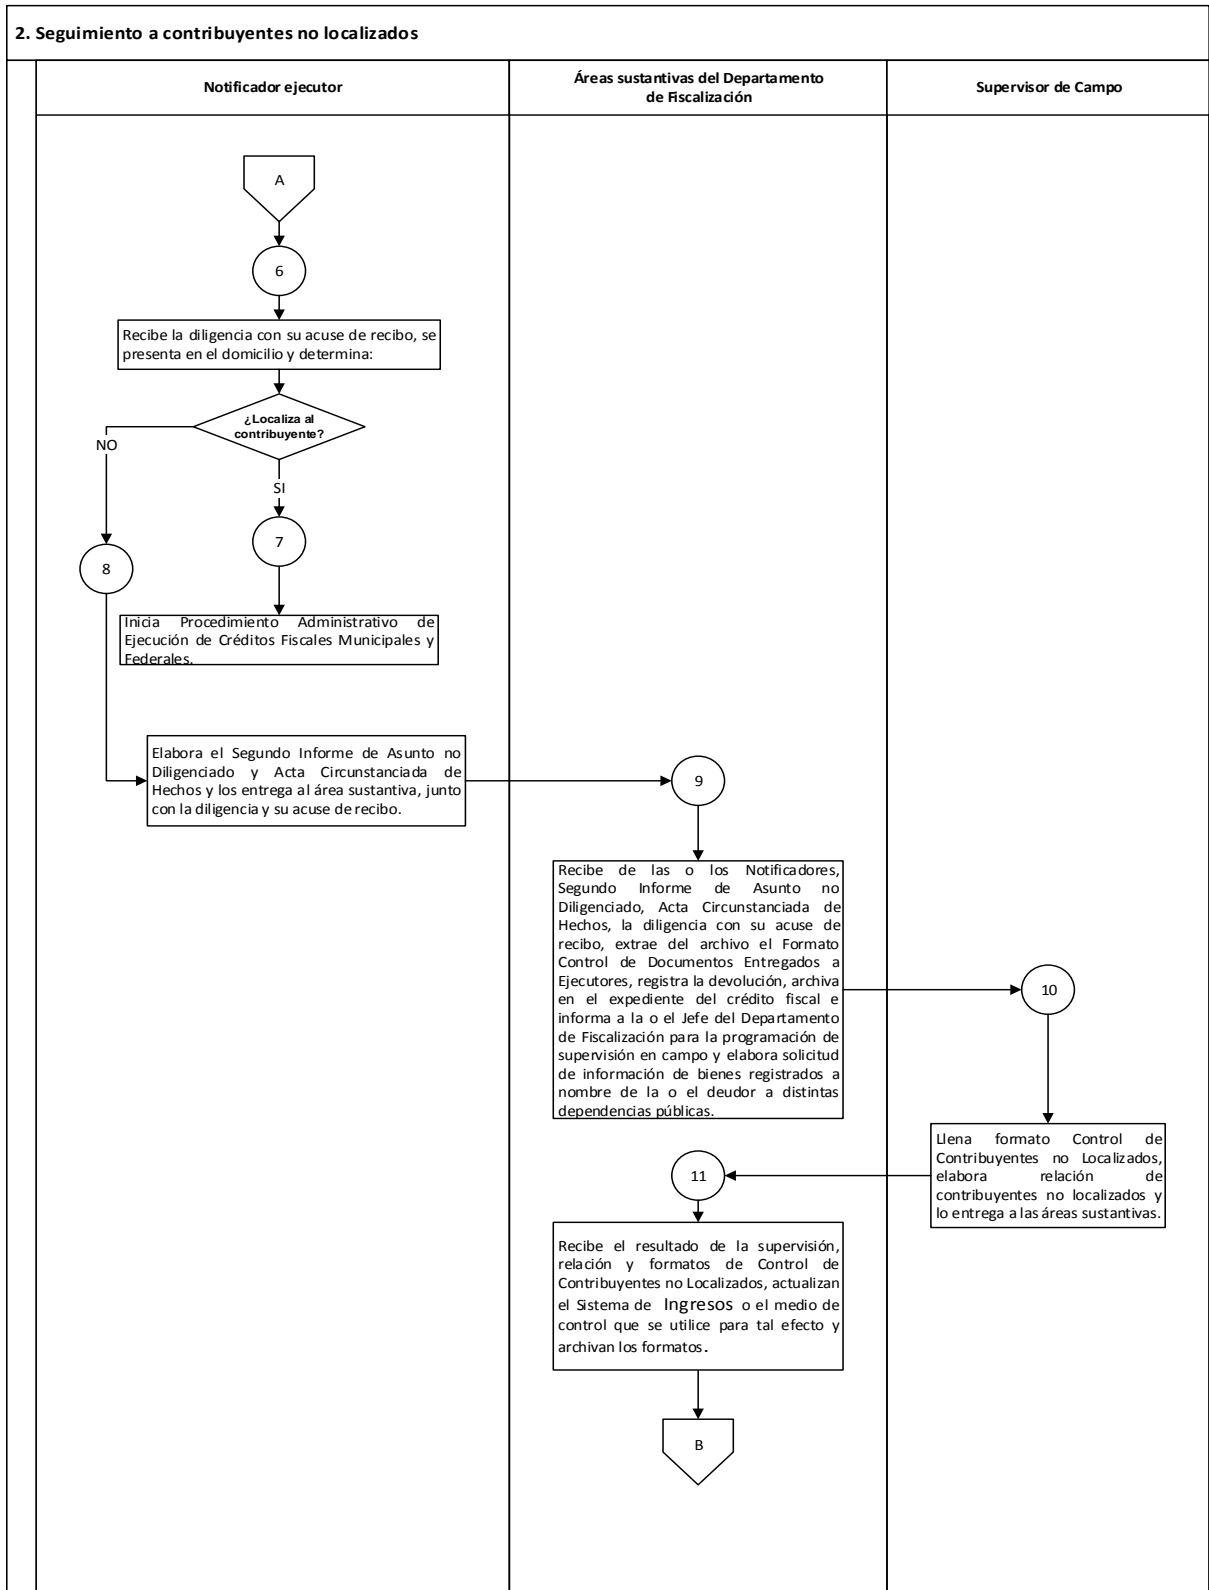 2. Seguimiento a contribuyentes no localizados
Notificador ejecutor
Áreas sustantivas del Departamento
de Fiscalización
Supervisor de Campo
A
6
Recibe la diligencia con su acuse de recibo, se
presenta en el domicilio y determina:
¿Localiza al
contribuyente?
NO
SI
7
8
Inicia Procedimiento Administrativo de
Ejecución de Créditos Fiscales Municipales y
Federales.
Elabora el Segundo Informe de Asunto no
Diligenciado y Acta Circunstanciada de
Hechos y los entrega al área sustantiva, junto
con la diligencia y su acuse de recibo.
9
Recibe de las o los Notificadores,
Segundo Informe de Asunto no
Diligenciado, Acta Circunstanciada de
Hechos, la diligencia con su acuse de
recibo, extrae del archivo el Formato
Control de Documentos Entregados a
Ejecutores, registra la devolución, archiva
en el expediente del crédito fiscal e
informa a la o el Jefe del Departamento
de Fiscalización para la programación de
supervisión en campo y elabora solicitud
de información de bienes registrados a
nombre de la o el deudor a distintas
dependencias públicas.
10
Llena formato Control de
Contribuyentes no Localizados,
elabora relación de
contribuyentes no localizados y
lo entrega a las áreas sustantivas.
11
Recibe el resultado de la supervisión,
relación y formatos de Control de
Contribuyentes no Localizados, actualizan
el Sistema de Ingresos o el medio de
control que se utilice para tal efecto y
archivan los formatos.
B